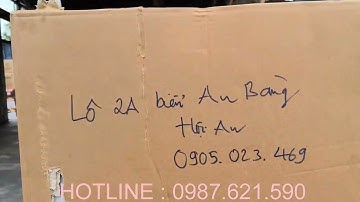 Lô 2A biển An Bàng
Hội An
0905.023.469
HOTLINE : 0987.621.590